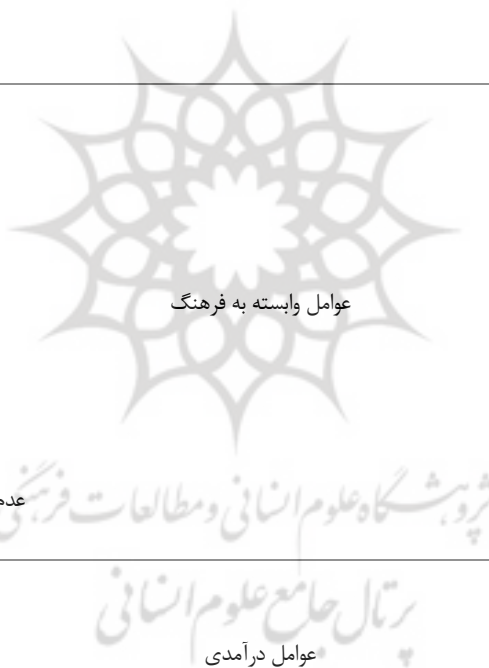 عوامل وابسته به فرهنگ
عدم
پژوهشگاه علوم انسانی و مطالعات فرهنگی
پرتال جامع علوم انسانی
عوامل درآمدی